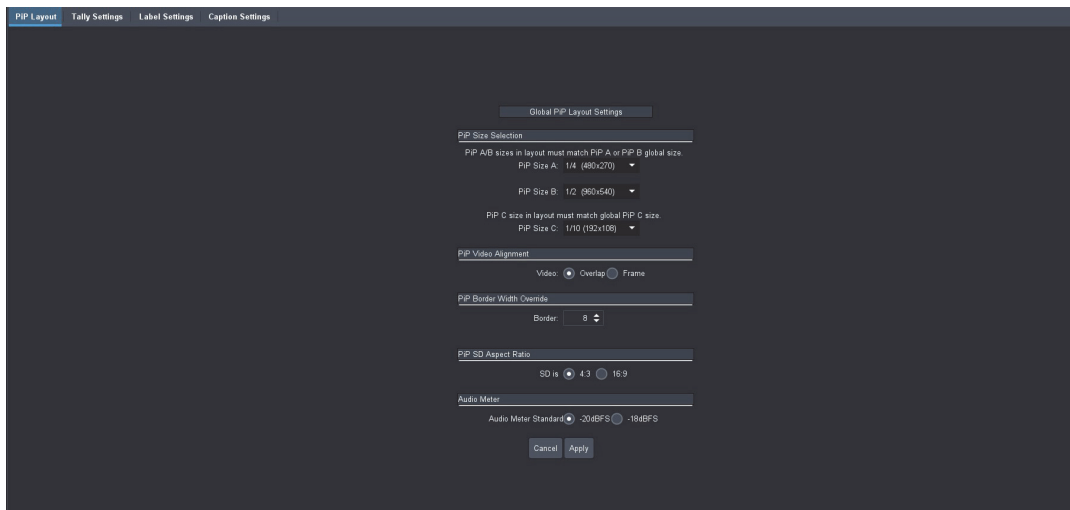 PiP Layout Tally Settings Label Settings Caption Settings
Global PiP Layout Settings
PiP Size Selection
PiP A/B sizes in layout must match PiP A or PiP B global size.
PiP Size A: 1/4 (480x270)
PiP Size B: 1/2 (960x540)
PiP C size in layout must match global PiP C size.
PiP Size C: 1/10 (192x108)
PiP Video Alignment
Video: Overlap Frame
PiP Border Width Override
Border: 8
PiP SD Aspect Ratio
SD is 4:3 16:9
Audio Meter
Audio Meter Standard -20dBFS -18dBFS
Cancel Apply